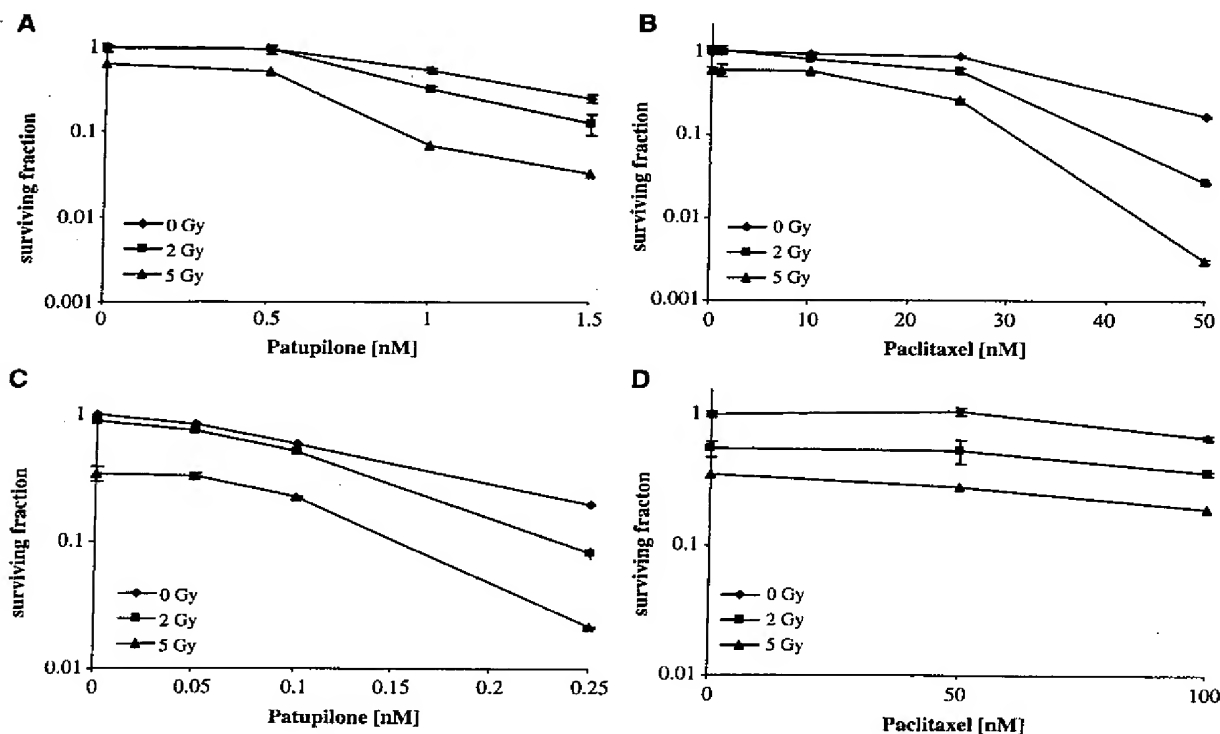 A
1
0.1
0.01
0.001
surviving fraction
0 Gy
2 Gy
5 Gy
0
0.5
1
1.5
Patupilone [nM]
B
1
0.1
0.01
0.001
surviving fraction
0 Gy
2 Gy
5 Gy
0
10
20
30
40
50
Paclitaxel [nM]
C
1
0.1
0.01
surviving fraction
0 Gy
2 Gy
5 Gy
0
0.05
0.1
0.15
0.2
0.25
Patupilone [nM]
D
1
0.1
0.01
surviving fracton
0 Gy
2 Gy
5 Gy
0
50
100
Paclitaxel [nM]